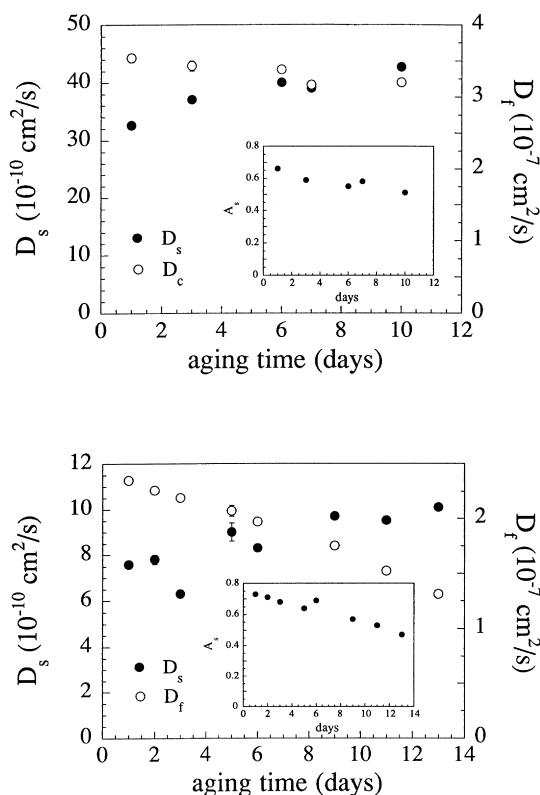 50
40
30
20
10
0
4
3
2
1
0
D_s (10^-10 cm^2/s)
D_f (10^-7 cm^2/s)
0.8
0.6
0.4
0.2
0
A_s
0 2 4 6 8 10 12
days
D_s
D_c
0 2 4 6 8 10 12
aging time (days)
12
10
8
6
4
2
0
2
1
0
D_s (10^-10 cm^2/s)
D_f (10^-7 cm^2/s)
0.8
0.6
0.4
0.2
0
A_s
0 2 4 6 8 10 12 14
days
D_s
D_f
0 2 4 6 8 10 12 14
aging time (days)